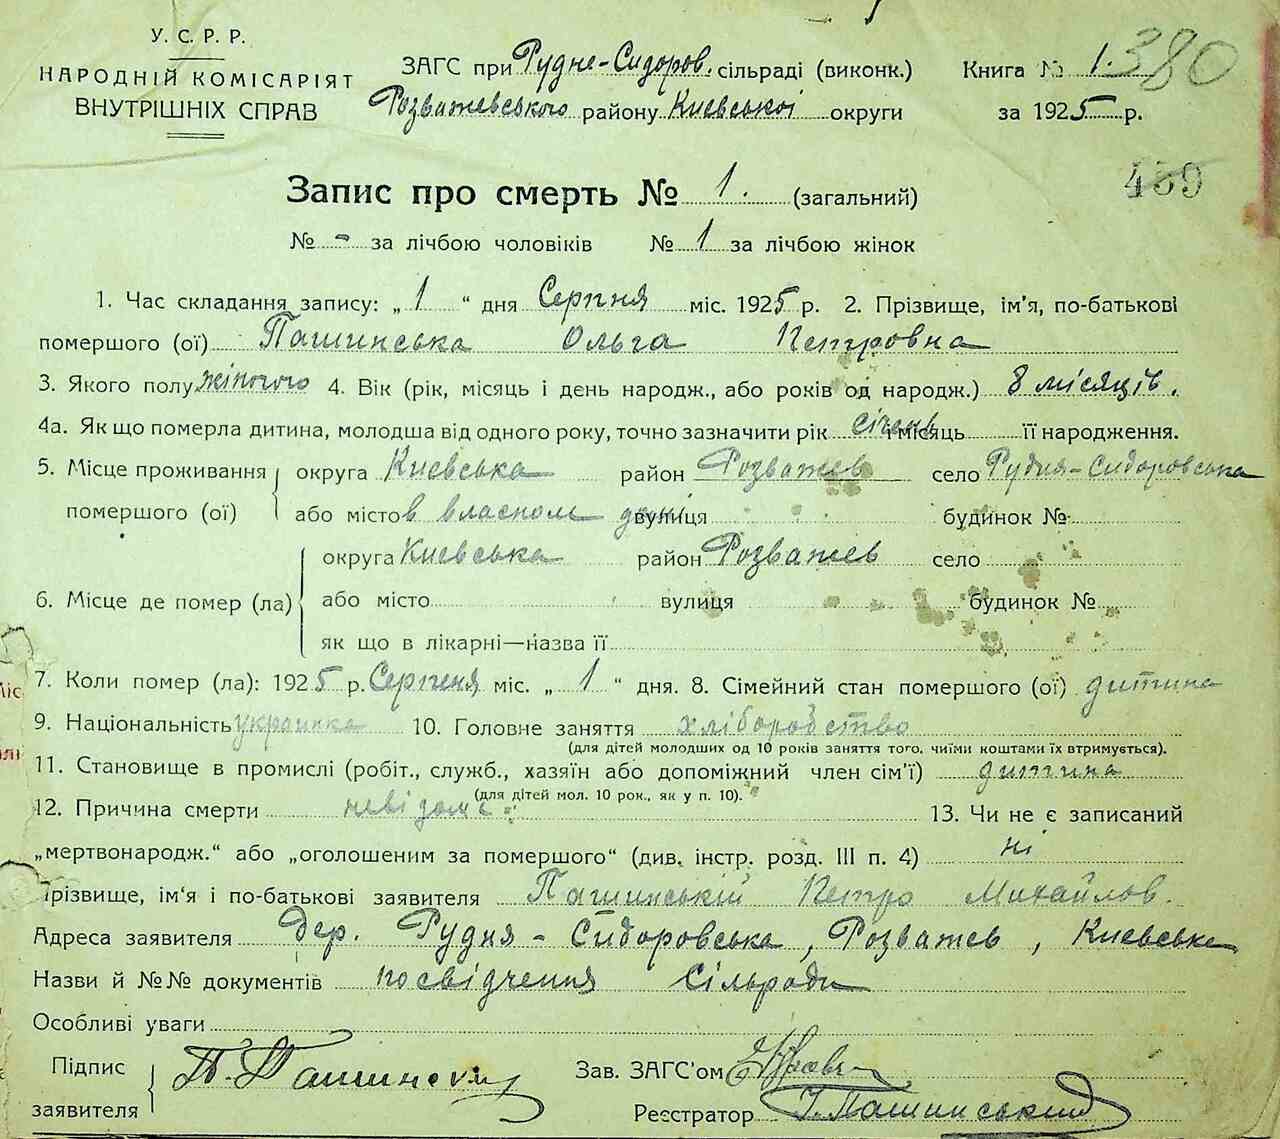 У. С. Р. Р.
НАРОДНІЙ КОМІСАРІЯТ
ВНУТРІШНІХ СПРАВ
ЗАГС при Рудне-Сидоров. сільраді (виконк.)
Розважевського району Киевської округи
Книга № 1.
380
за 1925 р.
459
Запис про смерть № 1. (загальний)
№ - за лічбою чоловіків № 1 за лічбою жінок
1. Час складання запису: „ 1 “ дня Серпня міс. 1925 р. 2. Прізвище, ім'я, по-батькові
помершого (ої) Пашинська Ольга Петровна
3. Якого полу жіночого 4. Вік (рік, місяць і день народж., або років од народж.) 8 місяців.
4а. Як що померла дитина, молодша від одного року, точно зазначити рік січень і місяць її народження.
5. Місце проживання помершого (ої) округа Киевська район Розважев село Рудня-Сидоровська
або місто в власном домі вулиця будинок №
6. Місце де помер (ла) округа Киевська район Розважев село
або місто вулиця будинок №
як що в лікарні—назва її
7. Коли помер (ла): 1925 р. Серпеня міс. „ 1 “ дня. 8. Сімейний стан помершого (ої) дитина
9. Національність украинка 10. Головне заняття хліборобство
(для дітей молодших од 10 років заняття того, чиїми коштами їх втримується).
11. Становище в промислі (робіт., служб., хазяїн або допоміжний член сім'ї) дитина
(для дітей мол. 10 рок., як у п. 10).
12. Причина смерти невідома 13. Чи не є записаний
„мертвонародж.“ або „оголошеним за померщого“ (див. інстр. розд. III п. 4) ні
Прізвище, ім'я і по-батькові заявителя Пашинській Петро Михайлов.
Адреса заявителя дер. Рудня-Сидоровська, Розважев, Киевське
Назви й №№ документів посвідчення Сільради
Особливі уваги
Підпис заявителя П. Пашинський
Зав. ЗАГС'ом
Реєстратор Пашинський